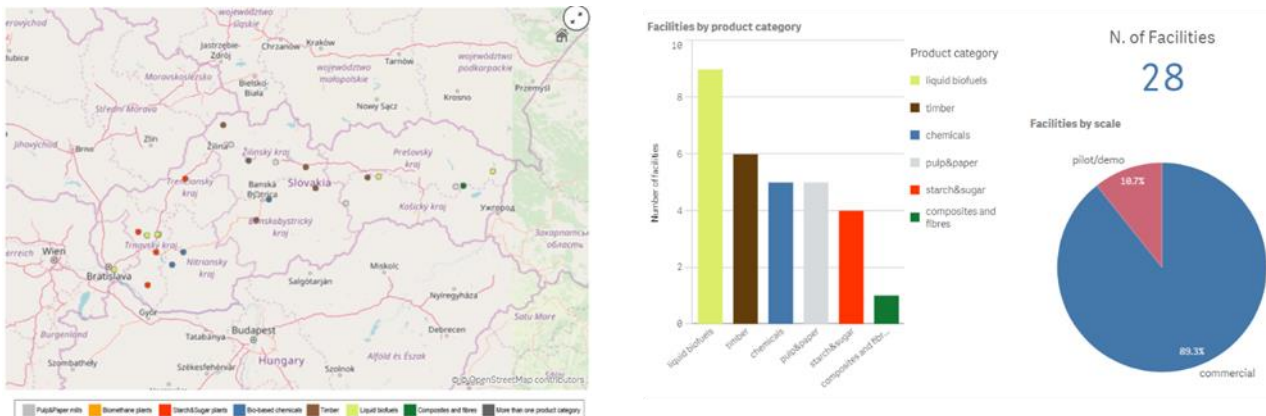 województwo
śląskie
erovýchod
Jastrzębie-
Zdrój
Chrzanów
Kraków
Tarnów
województwo
małopolskie
województwo
podkarpackie
Przemyśl
Moravskoslezsko
Bielsko-
Biała
Krosno
Nowy Sącz
Střední Morava
Jihovýchod
Brno
Zlín
Žilina
Žilinský kraj
Prešovský
kraj
Trenčiansky
kraj
Banská
Bystrica
Slovakia
Košický kraj
Ужгород
Banskobystrický
kraj
Закарпатська
область
Trnavský kraj
Wien
Bratislava
Nitriansky
kraj
Salgótarján
Miskolc
Győr
Nyíregyháza
Satu Mare
Budapest
Debrecen
Burgenland
Tatabánya
Hungary
Szombathely
Székesfehérvár
Szolnok
Alföld és Észak
© OpenStreetMap contributors
Pulp&Paper mills
Biomethane plants
Starch&Sugar plants
Bio-based chemicals
Timber
Liquid biofuels
Composites and fibres
More than one product category
Facilities by product category
10
8
6
4
2
0
Number of facilities
liquid biofuels
timber
chemicals
pulp&paper
starch&sugar
composites and fibr...
Product category
liquid biofuels
timber
chemicals
pulp&paper
starch&sugar
composites and
fibres
N. of Facilities
28
Facilities by scale
pilot/demo
10.7%
89.3%
commercial